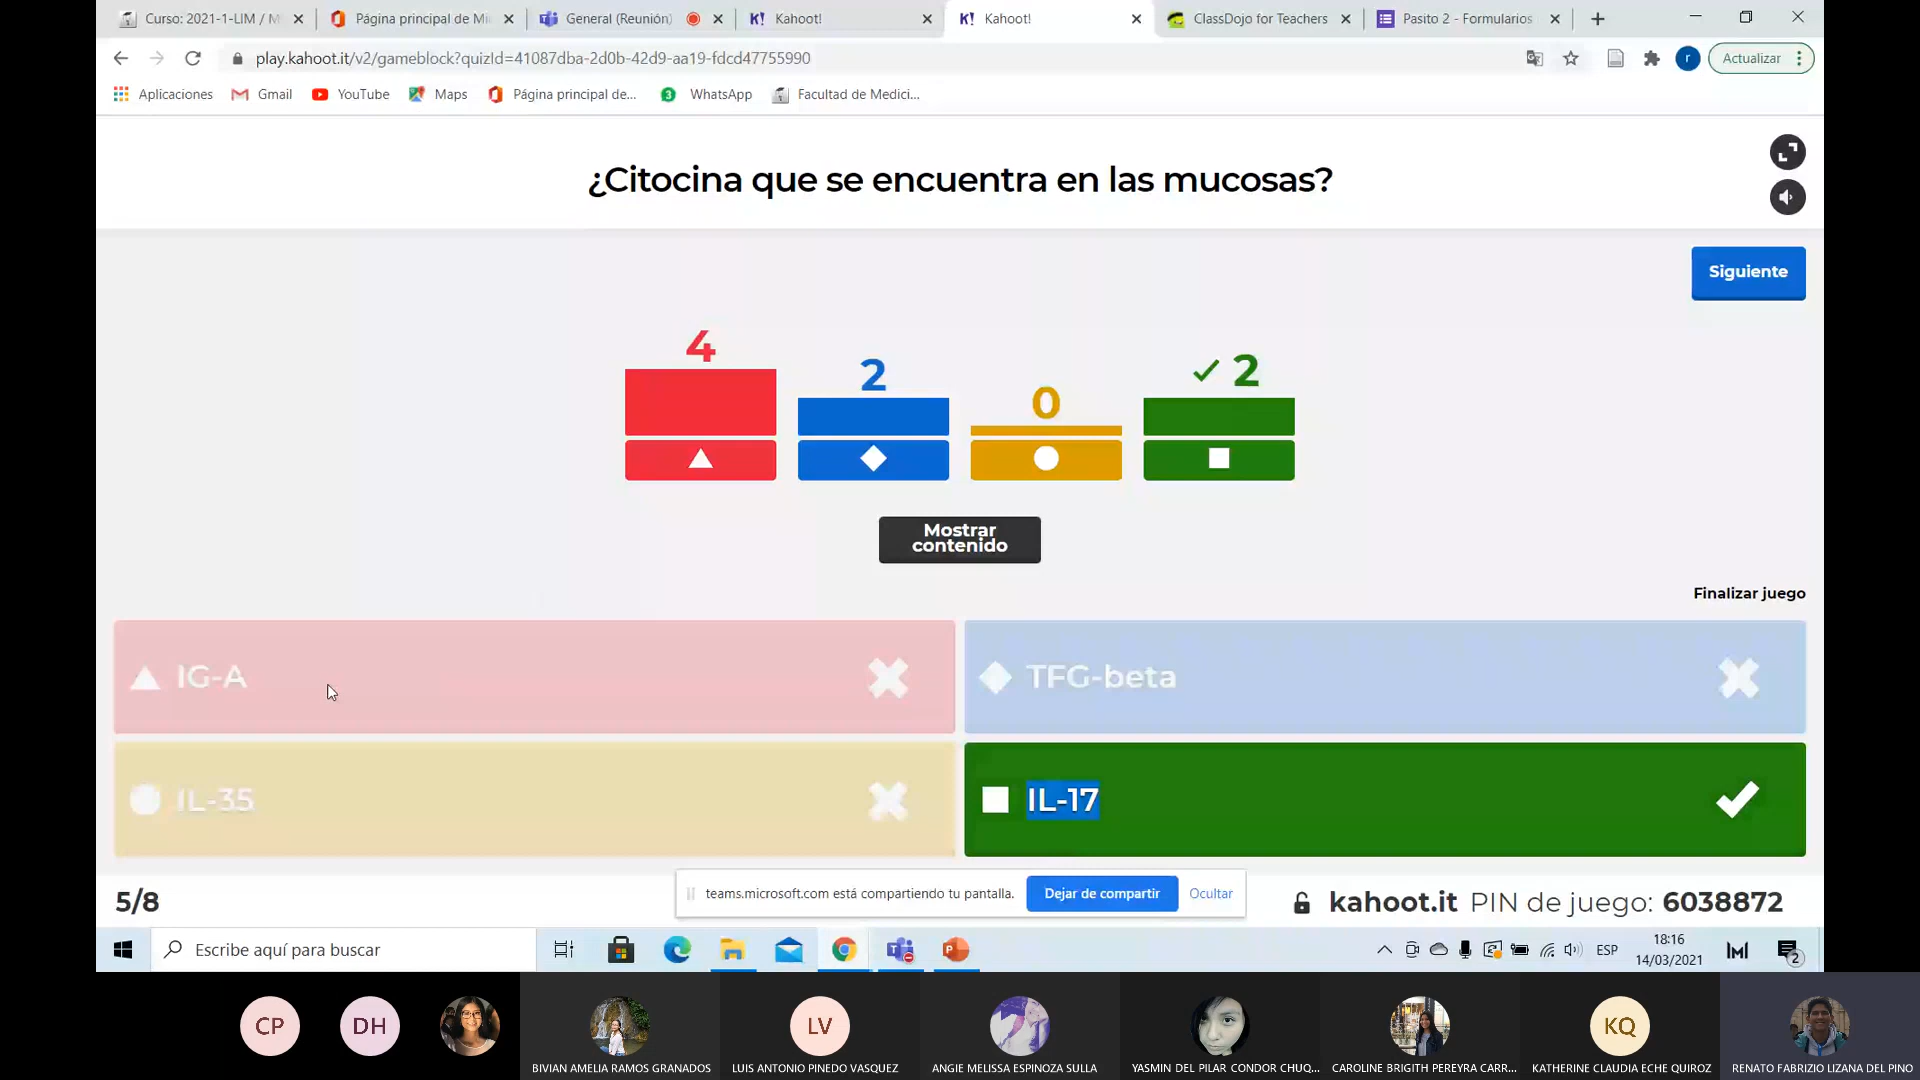 Curso: 2021-1-LIM / M
Página principal de Mi
General (Reunión)
Kahoot!
Kahoot!
ClassDojo for Teachers
Pasito 2 - Formularios
play.kahoot.it/v2/gameblock?quizId=41087dba-2d0b-42d9-aa19-fdcd47755990
r
Actualizar
Aplicaciones
Gmail
YouTube
Maps
Página principal de...
3
WhatsApp
Facultad de Medici...
¿Citocina que se encuentra en las mucosas?
Siguiente
4
2
0
2
Mostrar
contenido
Finalizar juego
IG-A
TFG-beta
IL-35
IL-17
5/8
teams.microsoft.com está compartiendo tu pantalla.
Dejar de compartir
Ocultar
kahoot.it PIN de juego: 6038872
Escribe aquí para buscar
ESP
18:16
14/03/2021
2
CP
DH
LV
KQ
BIVIAN AMELIA RAMOS GRANADOS
LUIS ANTONIO PINEDO VASQUEZ
ANGIE MELISSA ESPINOZA SULLA
YASMIN DEL PILAR CONDOR CHUQ...
CAROLINE BRIGITH PEREYRA CARR...
KATHERINE CLAUDIA ECHE QUIROZ
RENATO FABRIZIO LIZANA DEL PINO